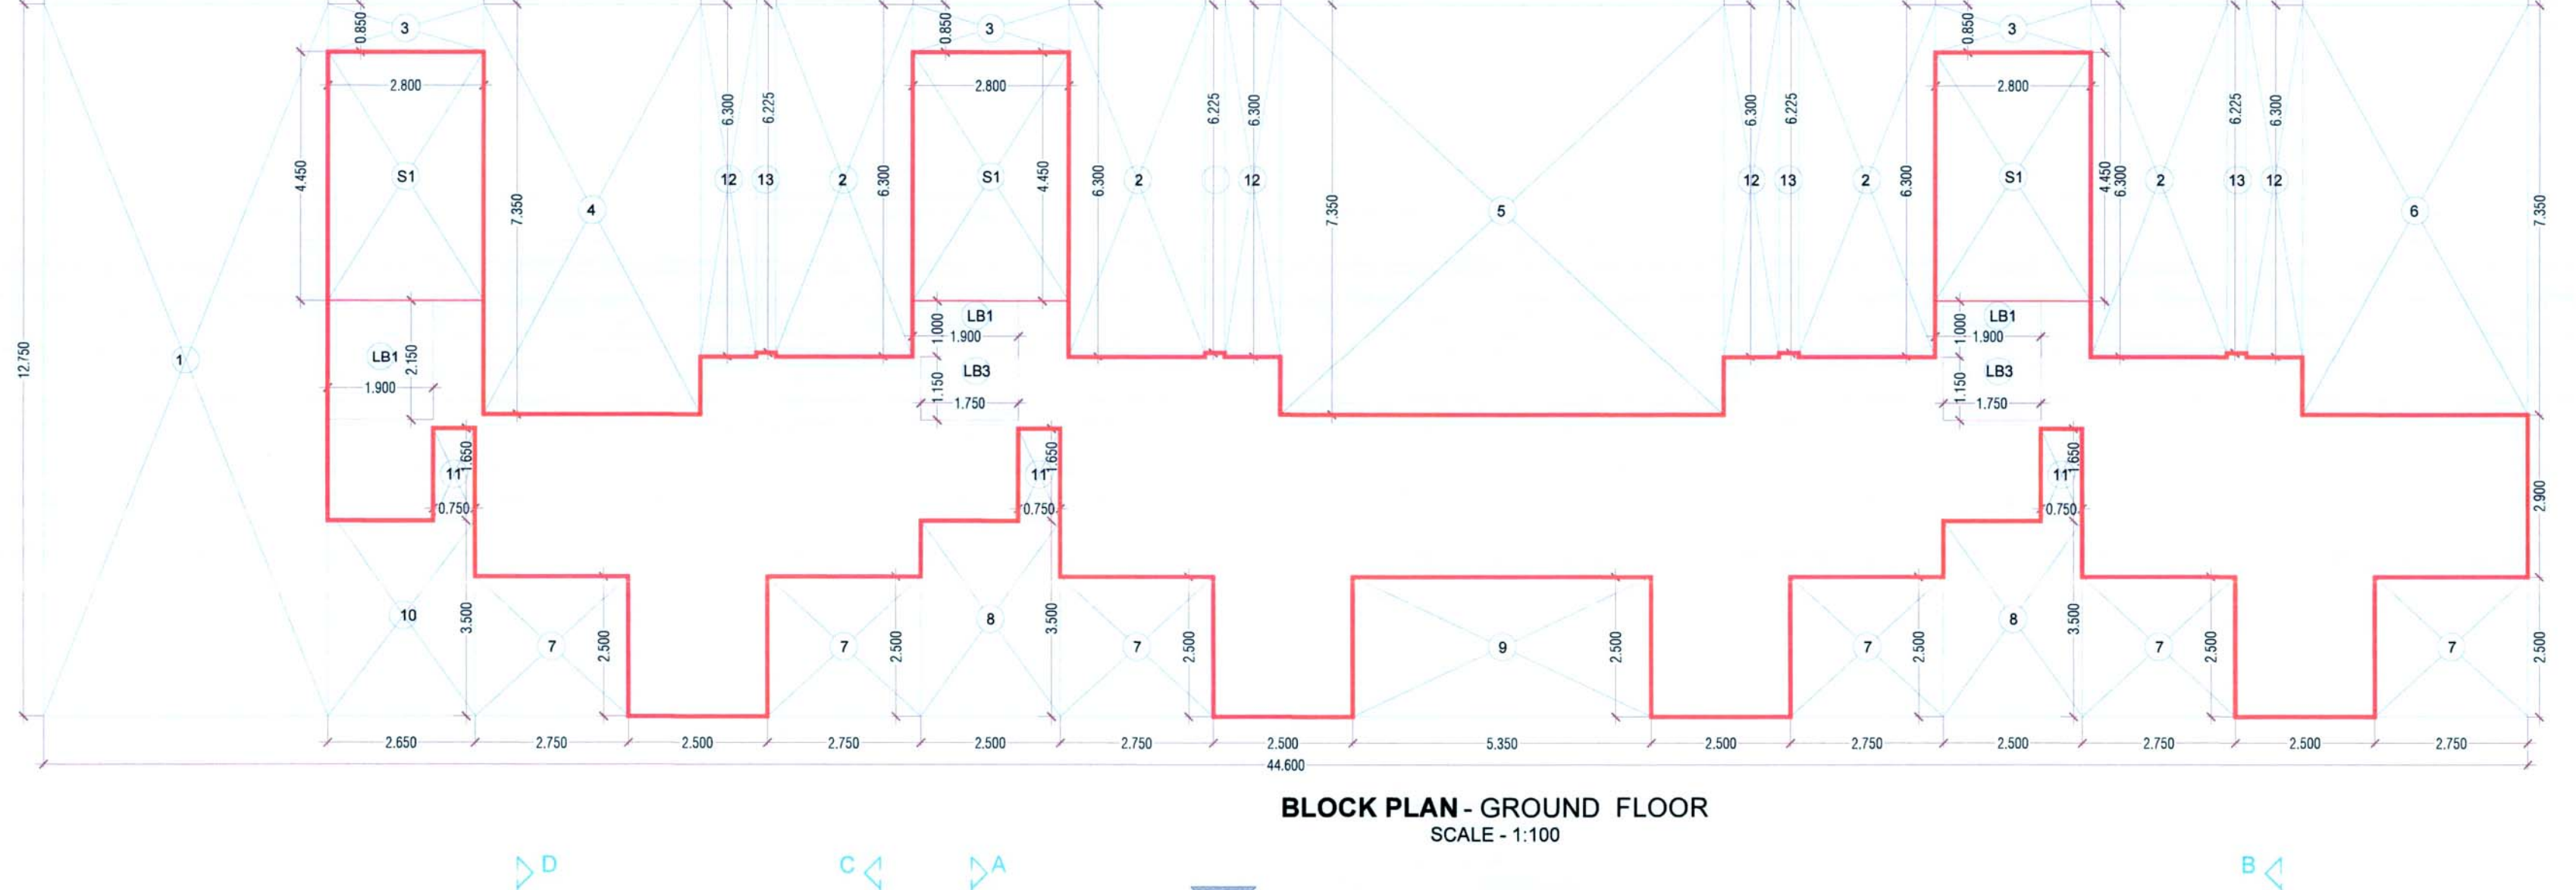 0.850 3 0.850 3 0.850 3
2.800 2.800 2.800
6.300 6.225 6.225 6.300 6.300 6.225 6.225 6.300
4.450 S1 12 13 2 6.300 S1 4.450 6.300 2 12 12 13 2 6.300 S1 4.450 6.300 2 13 12
7.350 4 7.350 5 6 7.350
LB1 LB1
1.000 1.900 1.000 1.900
12.750 1 LB1 2.150 LB3 LB3
1.900 1.150 1.750 1.150 1.750
11 1.650 11 1.650 11 1.650
0.750 0.750 0.750 2.900
10 3.500 8 3.500 8 3.500
7 2.500 7 2.500 7 2.500 9 2.500 7 2.500 7 2.500 7 2.500
2.650 2.750 2.500 2.750 2.500 2.750 2.500 5.350 2.500 2.750 2.500 2.750 2.500 2.750
44.600
BLOCK PLAN - GROUND FLOOR
SCALE - 1:100
D C A B